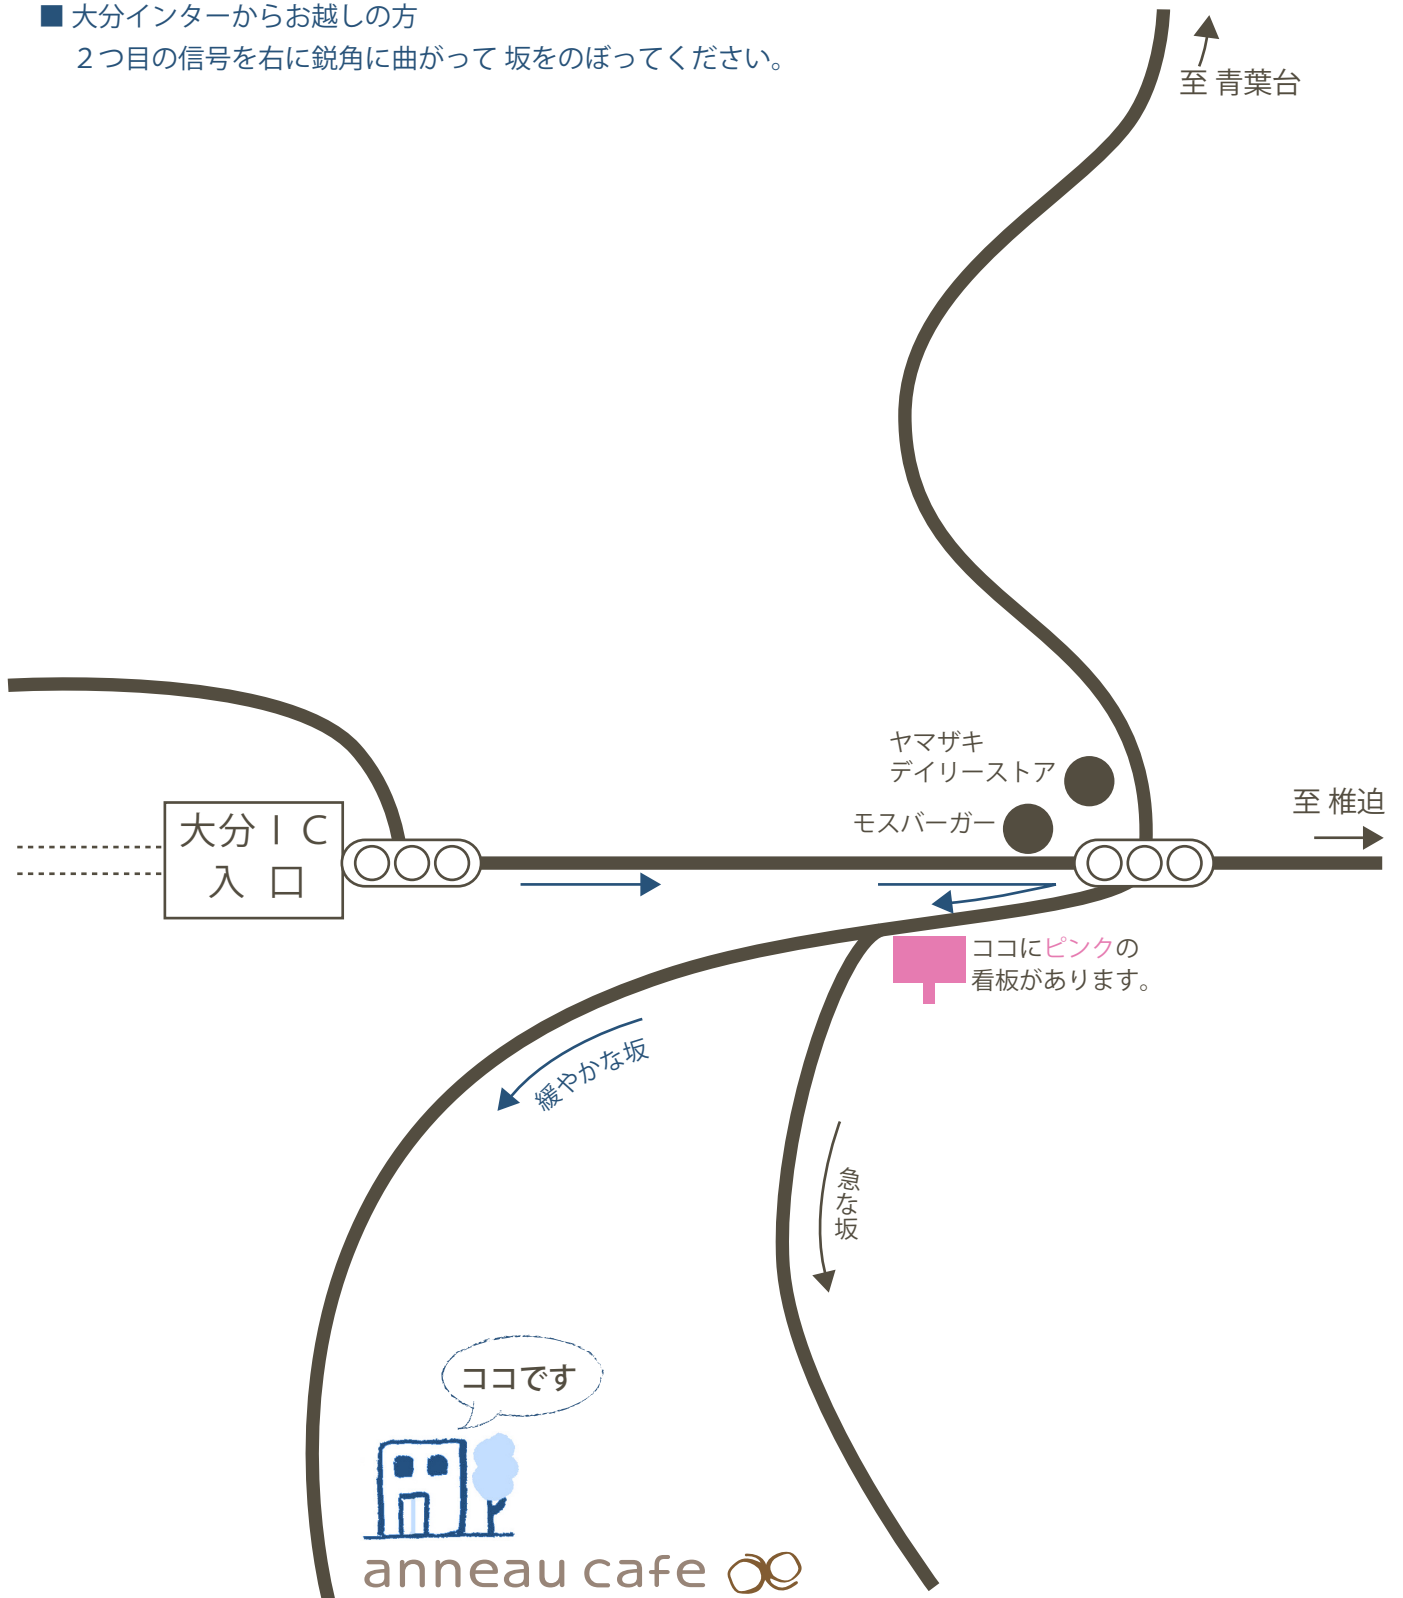 ■ 大分インターからお越しの方
２つ目の信号を右に鋭角に曲がって 坂をのぼってください。
至 青葉台
ヤマザキ
デイリーストア
モスバーガー
至 椎迫
大分ＩＣ
入 口
ココにピンクの
看板があります。
緩やかな坂
急な坂
ココです
anneau cafe